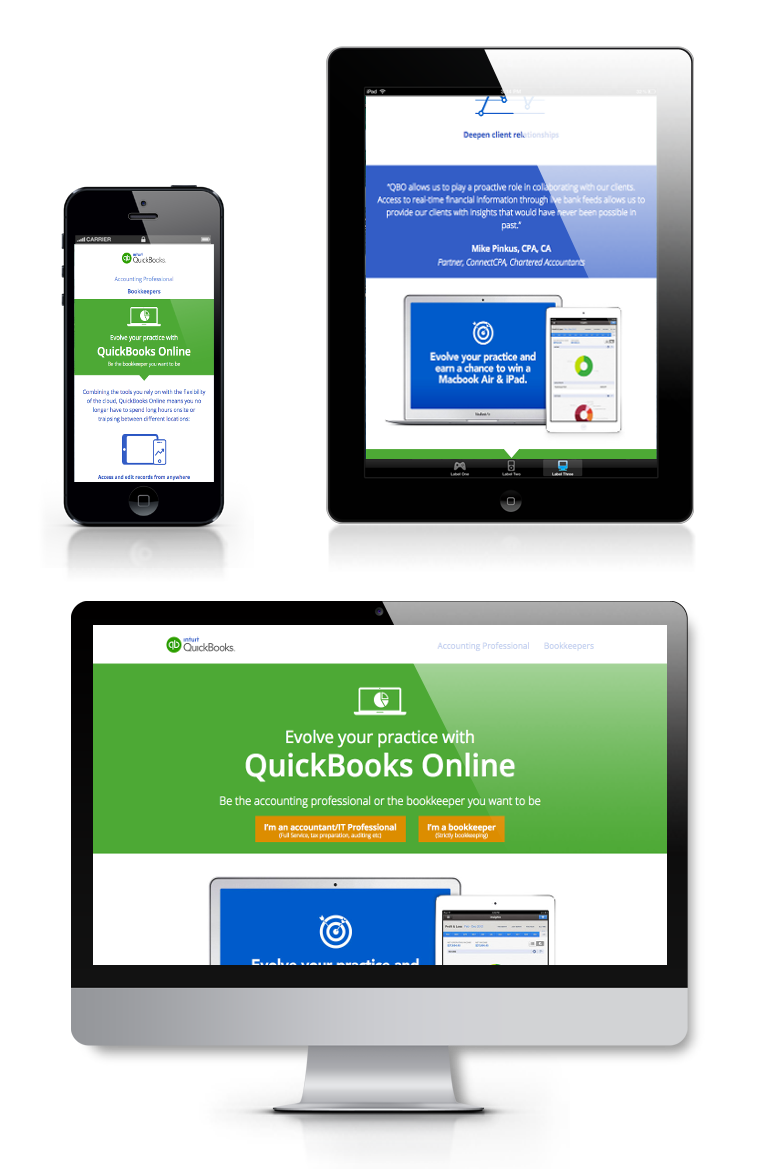 iPad
Deepen client relationships
"QBO allows us to play a proactive role in collaborating with our clients.
Access to real-time financial information through live bank feeds allows us to
provide our clients with insights that would have never been possible in
past."
Mike Pinkus, CPA, CA
Partner, ConnectCPA, Chartered Accountants
Evolve your practice and
earn a chance to win a
Macbook Air & iPad.
MacBook Air
Label One
Label Two
Label Three
CARRIER
qb
intuit
QuickBooks.
Accounting Professional
Bookkeepers
Evolve your practice with
QuickBooks Online
Be the bookkeeper you want to be
Combining the tools you rely on with the flexibility
of the cloud, QuickBooks Online means you no
longer have to spend long hours onsite or
traipsing between different locations:
Access and edit records from anywhere
qb
intuit
QuickBooks.
Accounting Professional
Bookkeepers
Evolve your practice with
QuickBooks Online
Be the accounting professional or the bookkeeper you want to be
I'm an accountant/IT Professional
(Full Service, tax preparation, auditing etc)
I'm a bookkeeper
(Strictly bookkeeping)
Evolve your practice and
Insights
Profit & Loss